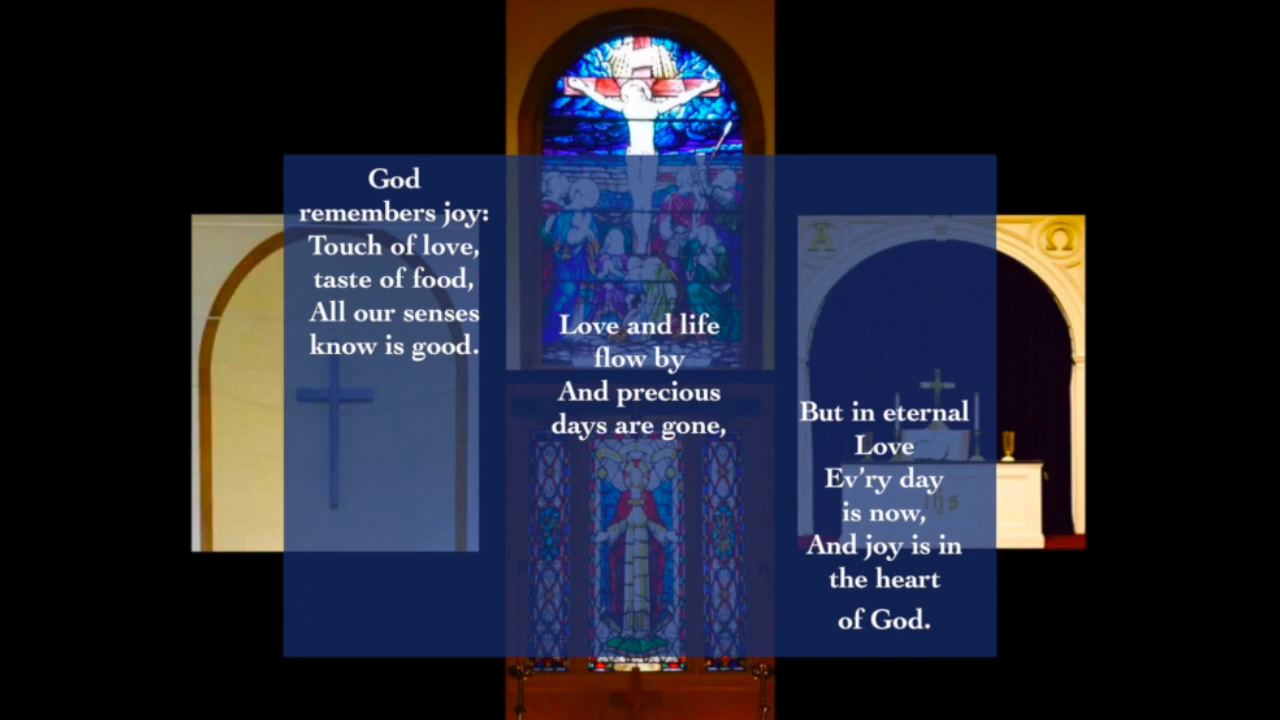 God
remembers joy:
Touch of love,
taste of food,
All our senses
know is good.
Love and life
flow by
And precious
days are gone,
But in eternal
Love
Ev’ry day
is now,
And joy is in
the heart
of God.
Α
Ω
IHS